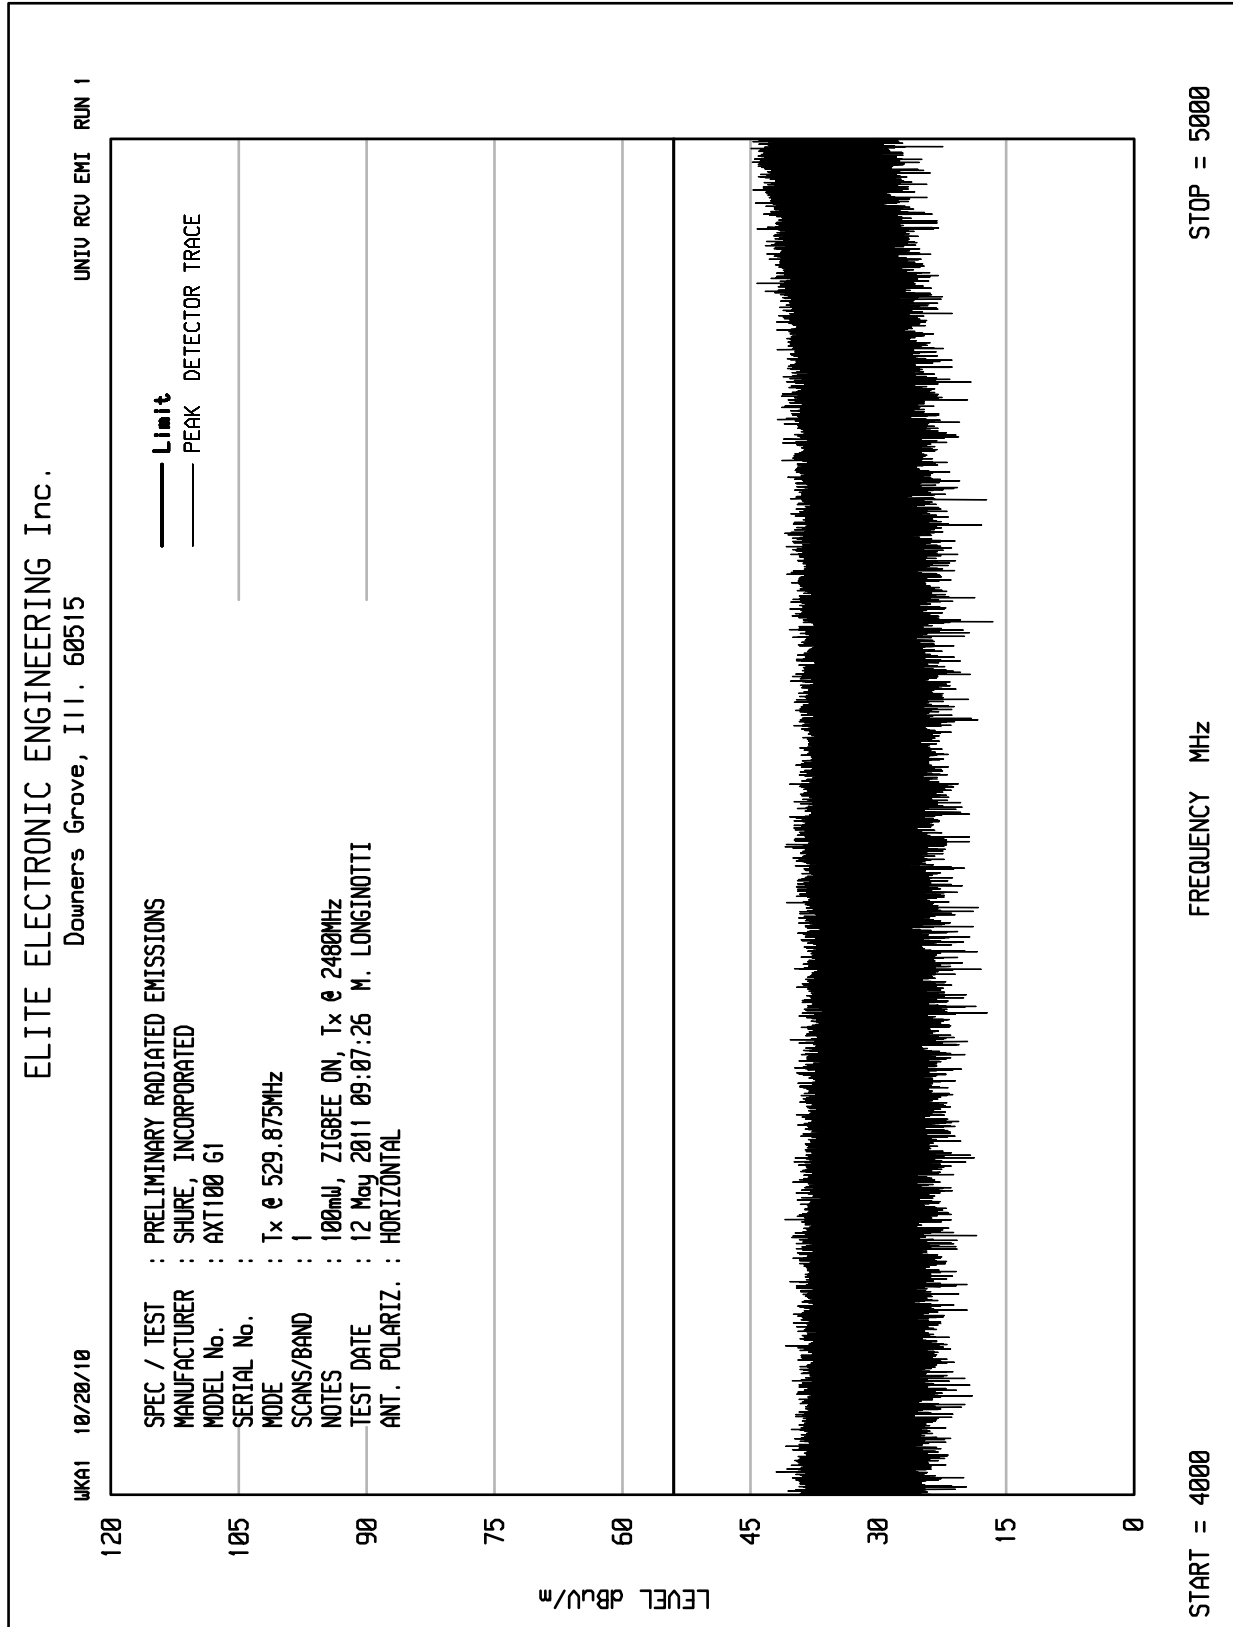 ELITE ELECTRONIC ENGINEERING Inc.
Downers Grove, Ill. 60515
WKA1 10/20/10
UNIV RCV EMI RUN 1
SPEC / TEST : PRELIMINARY RADIATED EMISSIONS
MANUFACTURER : SHURE, INCORPORATED
MODEL No. : AXT100 G1
SERIAL No. :
MODE : Tx @ 529.875MHz
SCANS/BAND : 1
NOTES : 100mW, ZIGBEE ON, Tx @ 2480MHz
TEST DATE : 12 May 2011 09:07:26 M. LONGINOTTI
ANT. POLARIZ. : HORIZONTAL
Limit
PEAK DETECTOR TRACE
120
105
90
75
60
45
30
15
0
LEVEL dBuV/m
START = 4000
FREQUENCY MHz
STOP = 5000